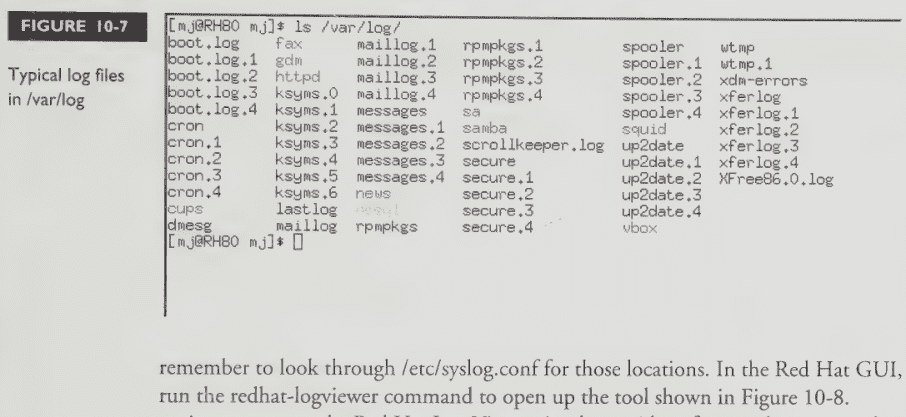 FIGURE 10-7
Typical log files
in /var/log
[mj@RH80 mj]$ ls /var/log/
boot.log fax maillog.1 rpmpkgs.1 spooler wtmp
boot.log.1 gdm maillog.2 rpmpkgs.2 spooler.1 wtmp.1
boot.log.2 httpd maillog.3 rpmpkgs.3 spooler.2 xdm-errors
boot.log.3 ksyms.0 maillog.4 rpmpkgs.4 spooler.3 xferlog
boot.log.4 ksyms.1 messages sa spooler.4 xferlog.1
cron ksyms.2 messages.1 samba squid xferlog.2
cron.1 ksyms.3 messages.2 scrollkeeper.log up2date xferlog.3
cron.2 ksyms.4 messages.3 secure up2date.1 xferlog.4
cron.3 ksyms.5 messages.4 secure.1 up2date.2 XFree86.0.log
cron.4 ksyms.6 news secure.2 up2date.3
cups lastlog secure.3 up2date.4
dmesg maillog rpmpkgs secure.4 vbox
[mj@RH80 mj]$
remember to look through /etc/syslog.conf for those locations. In the Red Hat GUI,
run the redhat-logviewer command to open up the tool shown in Figure 10-8.